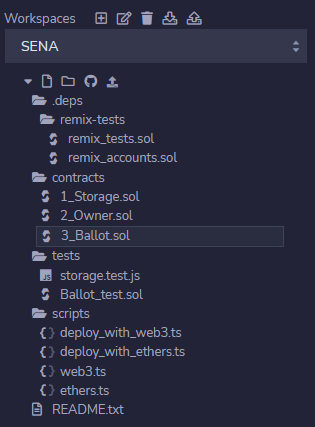 Workspaces
SENA
.deps
remix-tests
remix_tests.sol
remix_accounts.sol
contracts
1_Storage.sol
2_Owner.sol
3_Ballot.sol
tests
storage.test.js
Ballot_test.sol
scripts
deploy_with_web3.ts
deploy_with_ethers.ts
web3.ts
ethers.ts
README.txt